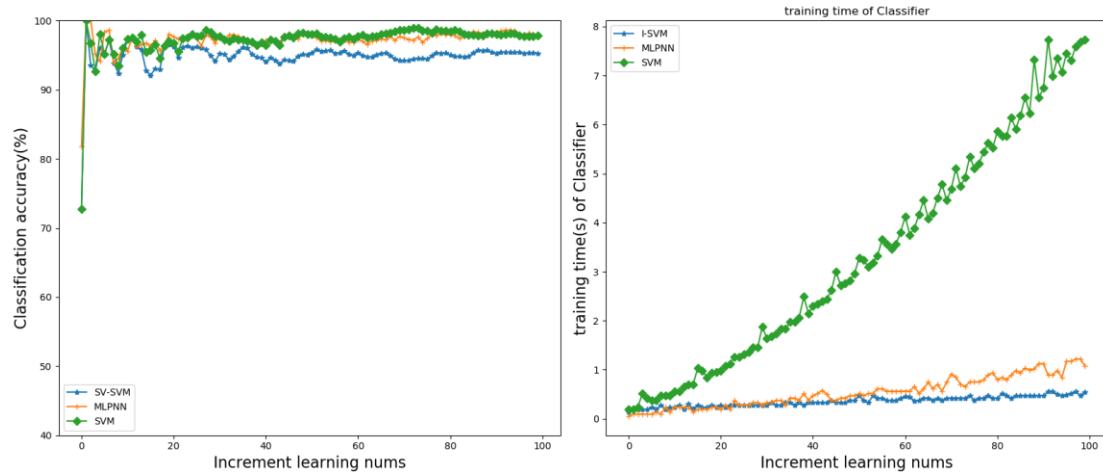 100
90
80
70
60
50
40
Classification accuracy(%)
SV-SVM
MLPNN
SVM
0 20 40 60 80 100
Increment learning nums
training time of Classifier
8
7
6
5
4
3
2
1
0
training time(s) of Classifier
I-SVM
MLPNN
SVM
0 20 40 60 80 100
Increment learning nums